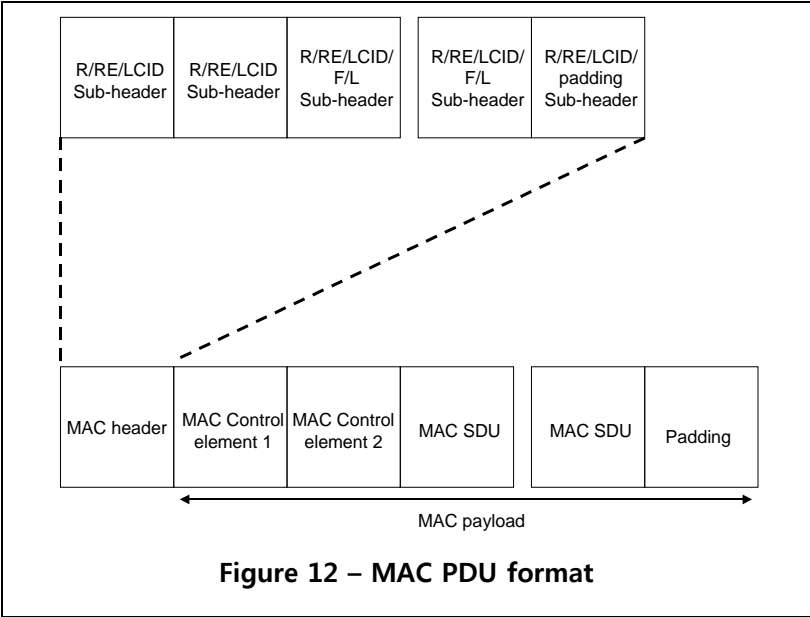 R/RE/LCID
Sub-header
R/RE/LCID
Sub-header
R/RE/LCID/
F/L
Sub-header
R/RE/LCID/
F/L
Sub-header
R/RE/LCID/
padding
Sub-header
MAC header
MAC Control
element 1
MAC Control
element 2
MAC SDU
MAC SDU
Padding
MAC payload
Figure 12 – MAC PDU format